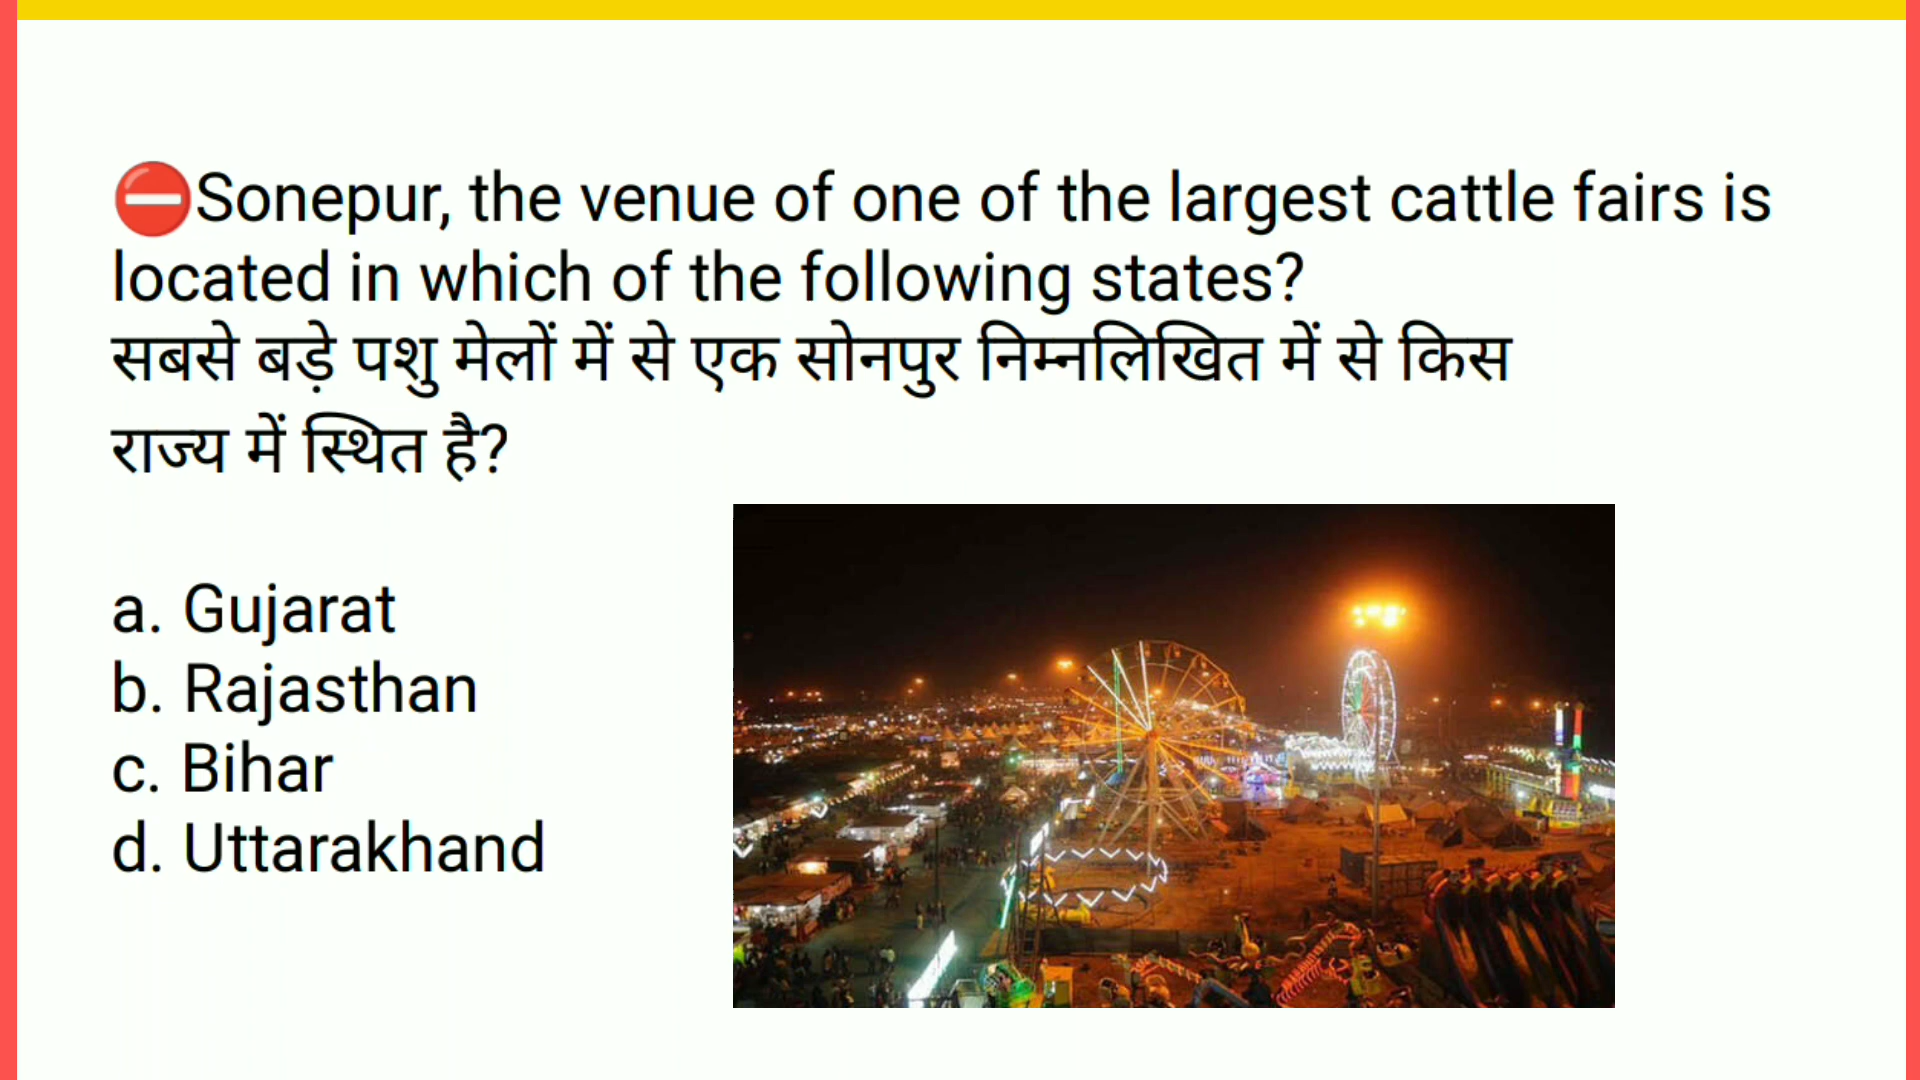 ⛔Sonepur, the venue of one of the largest cattle fairs is
located in which of the following states?
सबसे बड़े पशु मेलों में से एक सोनपुर निम्नलिखित में से किस
राज्य में स्थित है?
a. Gujarat
b. Rajasthan
c. Bihar
d. Uttarakhand